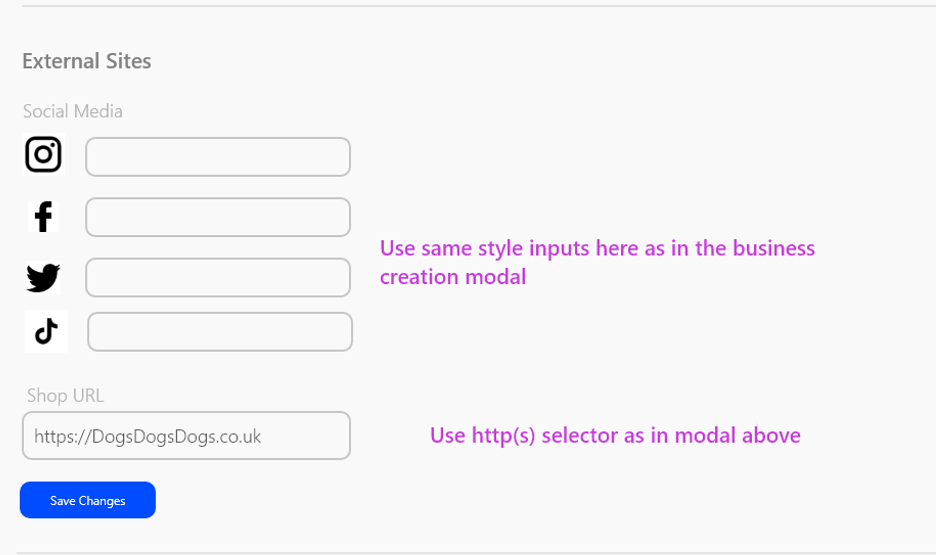 External Sites
Social Media
Use same style inputs here as in the business
creation modal
Shop URL
https://DogsDogsDogs.co.uk
Use http(s) selector as in modal above
Save Changes